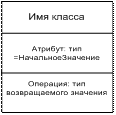 Имя класса
Атрибут: тип
=НачальноеЗначение
Операция: тип
возвращаемого значения